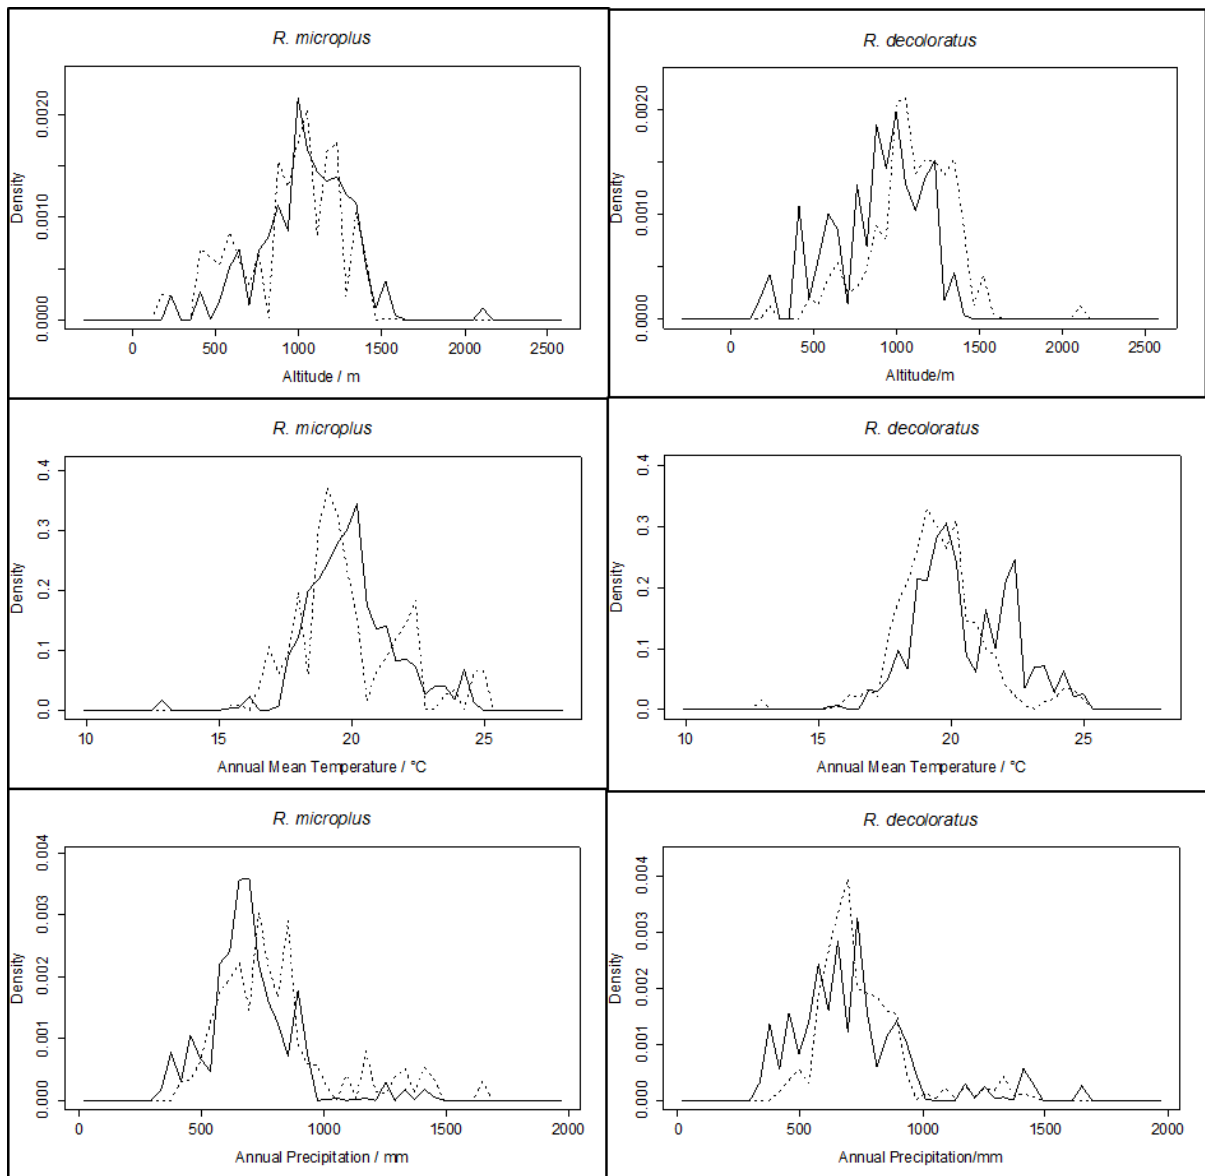 R. microplus
0.0000 0.0010 0.0020
Density
0 500 1000 1500 2000 2500
Altitude / m
R. decoloratus
0.0000 0.0010 0.0020
Density
0 500 1000 1500 2000 2500
Altitude/m
R. microplus
0.0 0.1 0.2 0.3 0.4
Density
10 15 20 25
Annual Mean Temperature / °C
R. decoloratus
0.0 0.1 0.2 0.3 0.4
Density
10 15 20 25
Annual Mean Temperature / °C
R. microplus
0.000 0.001 0.002 0.003 0.004
Density
0 500 1000 1500 2000
Annual Precipitation / mm
R. decoloratus
0.000 0.001 0.002 0.003 0.004
Density
0 500 1000 1500 2000
Annual Precipitation/mm